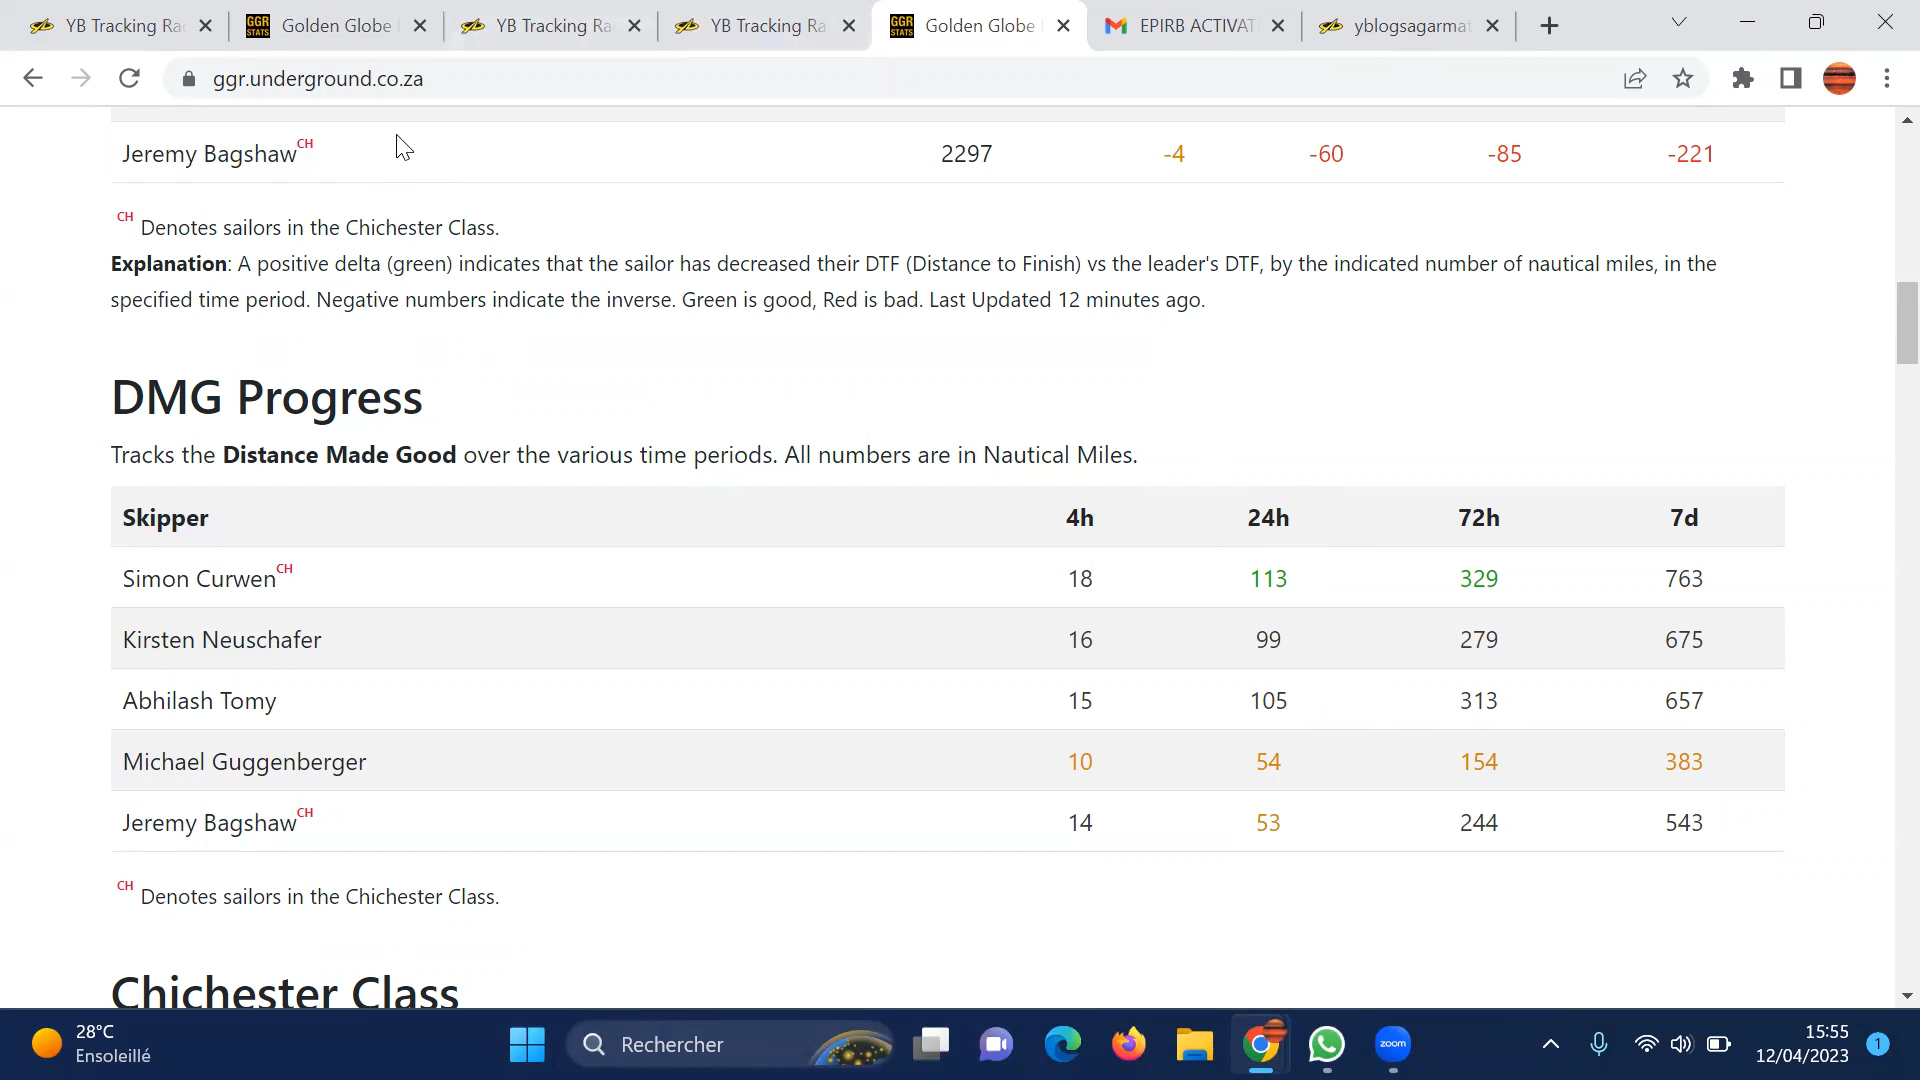 YB Tracking Ra
Golden Globe
YB Tracking Ra
YB Tracking Ra
Golden Globe
EPIRB ACTIVAT
yblogsagarmat
ggr.underground.co.za
Jeremy Bagshaw CH 2297 -4 -60 -85 -221
CH Denotes sailors in the Chichester Class.
Explanation: A positive delta (green) indicates that the sailor has decreased their DTF (Distance to Finish) vs the leader's DTF, by the indicated number of nautical miles, in the
specified time period. Negative numbers indicate the inverse. Green is good, Red is bad. Last Updated 12 minutes ago.
DMG Progress
Tracks the Distance Made Good over the various time periods. All numbers are in Nautical Miles.
Skipper 4h 24h 72h 7d
Simon Curwen CH 18 113 329 763
Kirsten Neuschafer 16 99 279 675
Abhilash Tomy 15 105 313 657
Michael Guggenberger 10 54 154 383
Jeremy Bagshaw CH 14 53 244 543
CH Denotes sailors in the Chichester Class.
Chichester Class
28°C
Ensoleillé
Rechercher
zoom
15:55
12/04/2023
1